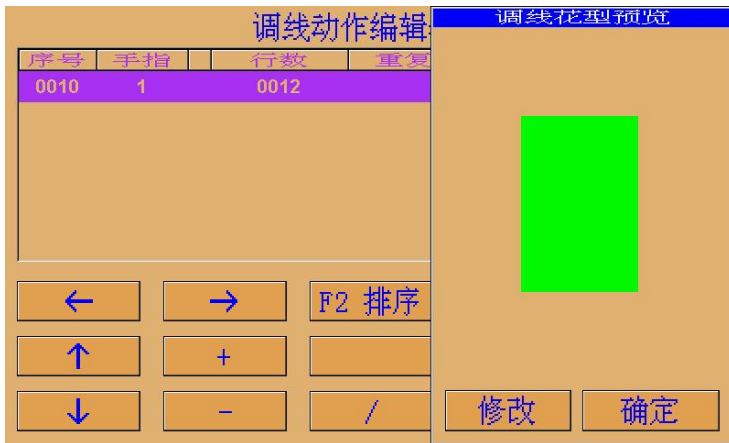 调线动作编辑
调线花型预览
序号 手指 行数 重复
0010 1 0012
← → F2 排序
↑ +
↓ - /
修改 确定